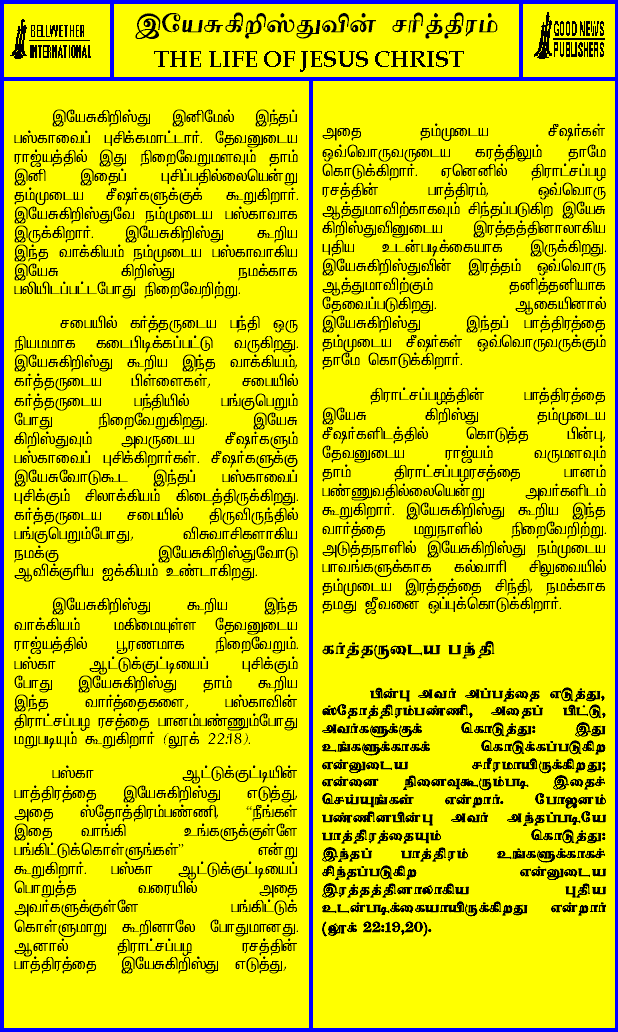 BELLWETHER
INTERNATIONAL
இயேசுகிறிஸ்துவின் சரித்திரம்
THE LIFE OF JESUS CHRIST
GOOD NEWS
PUBLISHERS
இயேசுகிறிஸ்து இனிமேல் இந்தப்
பஸ்காவைப் புசிக்கமாட்டார். தேவனுடைய
ராஜ்யத்தில் இது நிறைவேறுமளவும் தாம்
இனி இதைப் புசிப்பதில்லையென்று
தம்முடைய சீஷர்களுக்குக் கூறுகிறார்.
இயேசுகிறிஸ்துவே நம்முடைய பஸ்காவாக
இருக்கிறார். இயேசுகிறிஸ்து கூறிய
இந்த வாக்கியம் நம்முடைய பஸ்காவாகிய
இயேசு கிறிஸ்து நமக்காக
பலியிடப்பட்டபோது நிறைவேறிற்று.
சபையில் கர்த்தருடைய பந்தி ஒரு
நியமமாக கடைபிடிக்கப்பட்டு வருகிறது.
இயேசுகிறிஸ்து கூறிய இந்த வாக்கியம்,
கர்த்தருடைய பிள்ளைகள், சபையில்
கர்த்தருடைய பந்தியில் பங்குபெறும்
போது நிறைவேறுகிறது. இயேசு
கிறிஸ்துவும் அவருடைய சீஷர்களும்
பஸ்காவைப் புசிக்கிறார்கள். சீஷர்களுக்கு
இயேசுவோடுகூட இந்தப் பஸ்காவைப்
புசிக்கும் சிலாக்கியம் கிடைத்திருக்கிறது.
கர்த்தருடைய சபையில் திருவிருந்தில்
பங்குபெறும்போது, விசுவாசிகளாகிய
நமக்கு இயேசுகிறிஸ்துவோடு
ஆவிக்குரிய ஐக்கியம் உண்டாகிறது.
இயேசுகிறிஸ்து கூறிய இந்த
வாக்கியம் மகிமையுள்ள தேவனுடைய
ராஜ்யத்தில் பூரணமாக நிறைவேறும்.
பஸ்கா ஆட்டுக்குட்டியைப் புசிக்கும்
போது இயேசுகிறிஸ்து தாம் கூறிய
இந்த வார்த்தைகளை, பஸ்காவின்
திராட்சப்பழ ரசத்தை பானம்பண்ணும்போது
மறுபடியும் கூறுகிறார் (லூக் 22:18).
பஸ்கா ஆட்டுக்குட்டியின்
பாத்திரத்தை இயேசுகிறிஸ்து எடுத்து,
அதை ஸ்தோத்திரம்பண்ணி, “நீங்கள்
இதை வாங்கி உங்களுக்குள்ளே
பங்கிட்டுக்கொள்ளுங்கள்” என்று
கூறுகிறார். பஸ்கா ஆட்டுக்குட்டியைப்
பொறுத்த வரையில் அதை
அவர்களுக்குள்ளே பங்கிட்டுக்
கொள்ளுமாறு கூறினாலே போதுமானது.
ஆனால் திராட்சப்பழ ரசத்தின்
பாத்திரத்தை இயேசுகிறிஸ்து எடுத்து,
அதை தம்முடைய சீஷர்கள்
ஒவ்வொருவருடைய கரத்திலும் தாமே
கொடுக்கிறார். ஏனெனில் திராட்சப்பழ
ரசத்தின் பாத்திரம், ஒவ்வொரு
ஆத்துமாவிற்காகவும் சிந்தப்படுகிற இயேசு
கிறிஸ்துவினுடைய இரத்தத்தினாலாகிய
புதிய உடன்படிக்கையாக இருக்கிறது.
இயேசுகிறிஸ்துவின் இரத்தம் ஒவ்வொரு
ஆத்துமாவிற்கும் தனித்தனியாக
தேவைப்படுகிறது. ஆகையினால்
இயேசுகிறிஸ்து இந்தப் பாத்திரத்தை
தம்முடைய சீஷர்கள் ஒவ்வொருவருக்கும்
தாமே கொடுக்கிறார்.
திராட்சப்பழத்தின் பாத்திரத்தை
இயேசு கிறிஸ்து தம்முடைய
சீஷர்களிடத்தில் கொடுத்த பின்பு,
தேவனுடைய ராஜ்யம் வருமளவும்
தாம் திராட்சப்பழரசத்தை பானம்
பண்ணுவதில்லையென்று அவர்களிடம்
கூறுகிறார். இயேசுகிறிஸ்து கூறிய இந்த
வார்த்தை மறுநாளில் நிறைவேறிற்று.
அடுத்தநாளில் இயேசுகிறிஸ்து நம்முடைய
பாவங்களுக்காக கல்வாரி சிலுவையில்
தம்முடைய இரத்தத்தை சிந்தி, நமக்காக
தமது ஜீவனை ஒப்புக்கொடுக்கிறார்.
கர்த்தருடைய பந்தி
பின்பு அவர் அப்பத்தை எடுத்து,
ஸ்தோத்திரம்பண்ணி, அதைப் பிட்டு,
அவர்களுக்குக் கொடுத்து: இது
உங்களுக்காகக் கொடுக்கப்படுகிற
என்னுடைய சரீரமாயிருக்கிறது;
என்னை நினைவுகூரும்படி இதைச்
செய்யுங்கள் என்றார். போஜனம்
பண்ணினபின்பு அவர் அந்தப்படியே
பாத்திரத்தையும் கொடுத்து:
இந்தப் பாத்திரம் உங்களுக்காகச்
சிந்தப்படுகிற என்னுடைய
இரத்தத்தினாலாகிய புதிய
உடன்படிக்கையாயிருக்கிறது என்றார்
(லூக் 22:19,20).